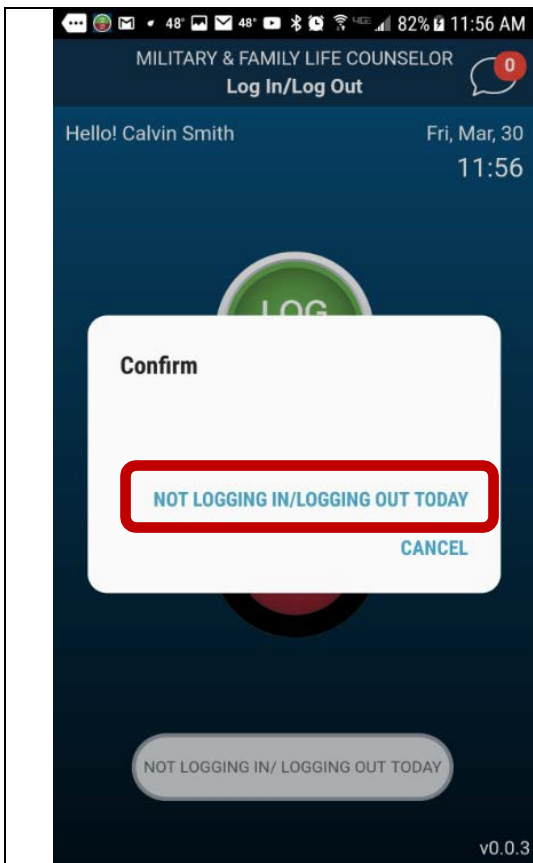 48° 48° 4G LTE 82% 11:56 AM
MILITARY & FAMILY LIFE COUNSELOR
Log In/Log Out
0
Hello! Calvin Smith
Fri, Mar, 30
11:56
LOG
Confirm
NOT LOGGING IN/LOGGING OUT TODAY
CANCEL
NOT LOGGING IN/ LOGGING OUT TODAY
v0.0.3